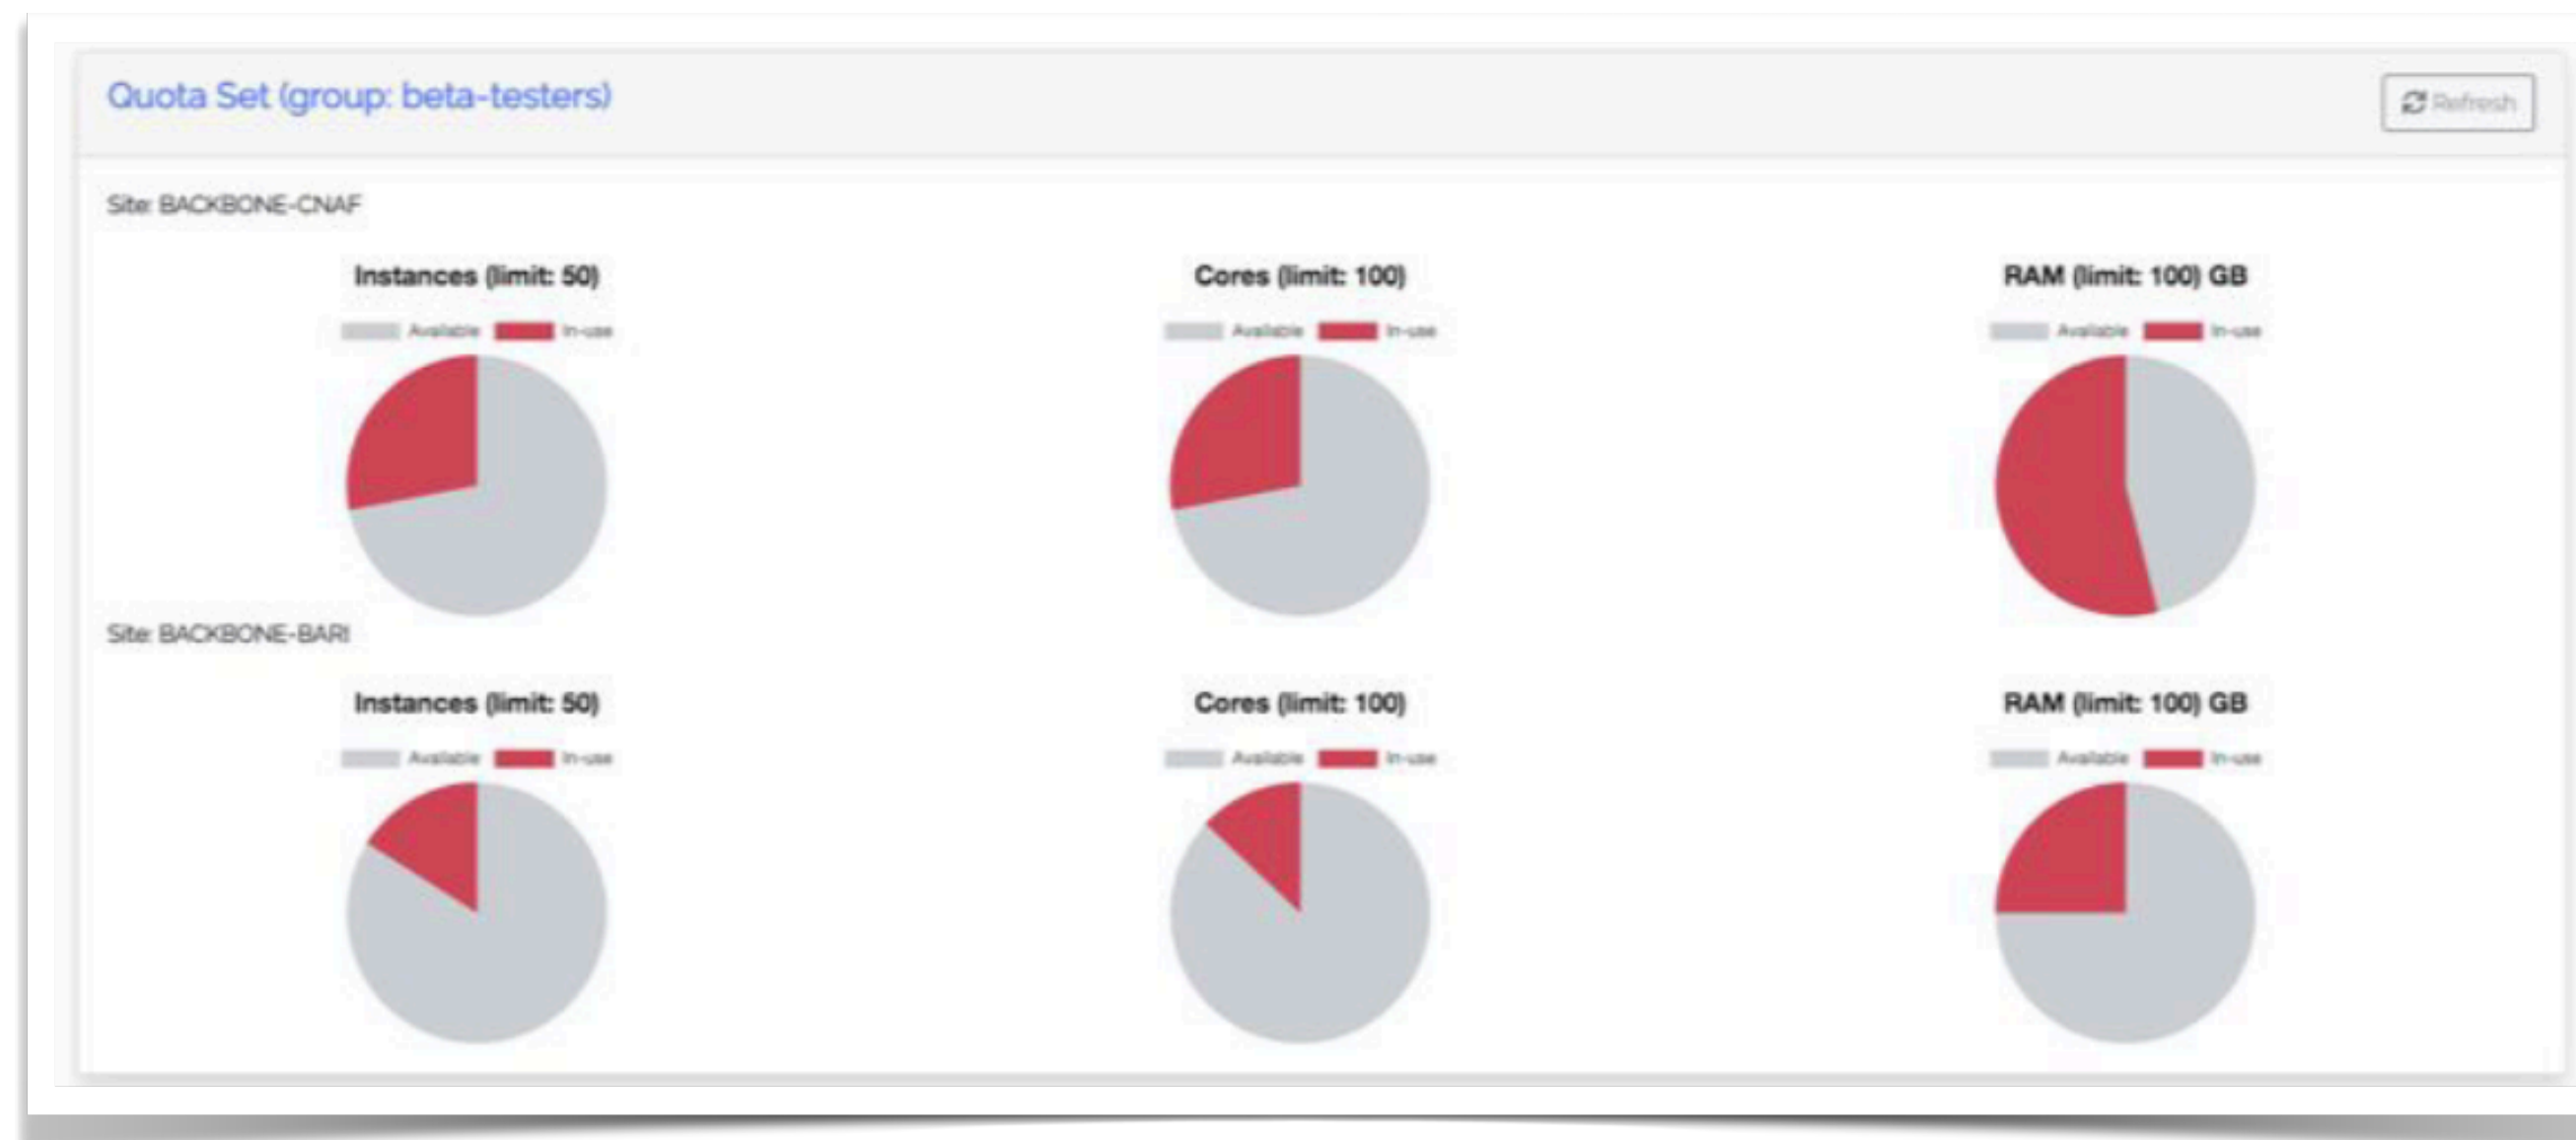 Quota Set (group: beta-testers)
Refresh
Site: BACKBONE-CNAF
Instances (limit: 50)
Cores (limit: 100)
RAM (limit: 100) GB
Available In-use
Available In-use
Available In-use
Site: BACKBONE-BARI
Instances (limit: 50)
Cores (limit: 100)
RAM (limit: 100) GB
Available In-use
Available In-use
Available In-use